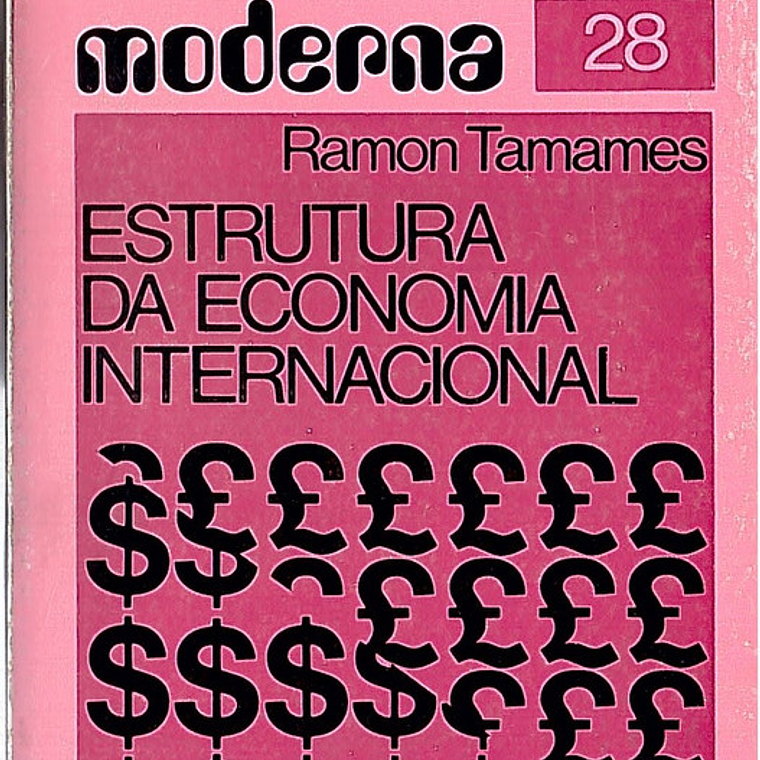 moderna
28
Ramon Tamames
ESTRUTURA
DA ECONOMIA
INTERNACIONAL
£ £ £ £ £ £
$ $ £ £ £ £
$ $ $ $ £ £ £